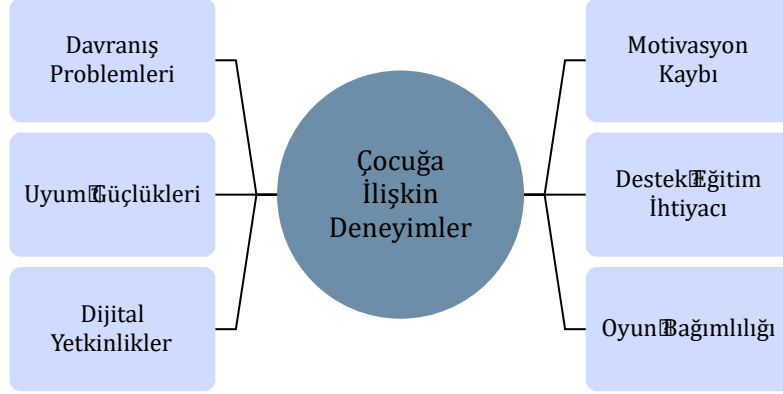 Davranış
Problemleri
Uyum Güçlükleri
Dijital
Yetkinlikler
Çocuğa
İlişkin
Deneyimler
Motivasyon
Kaybı
Destek Eğitim
İhtiyacı
Oyun Bağımlılığı